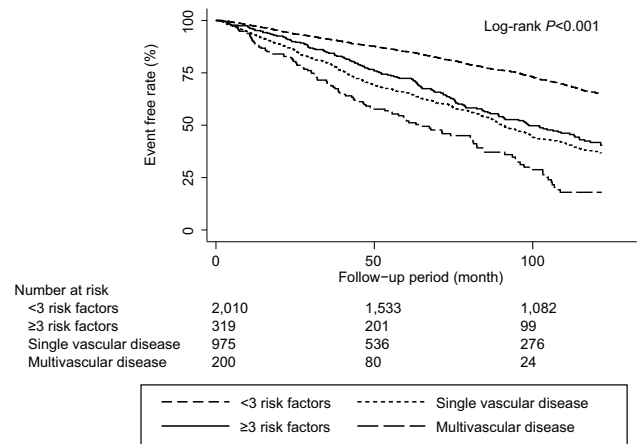 Log-rank P<0.001
Event free rate (%)
100
75
50
25
0
0 50 100
Follow-up period (month)
Number at risk
<3 risk factors 2,010 1,533 1,082
≥3 risk factors 319 201 99
Single vascular disease 975 536 276
Multivascular disease 200 80 24
<3 risk factors Single vascular disease
≥3 risk factors Multivascular disease